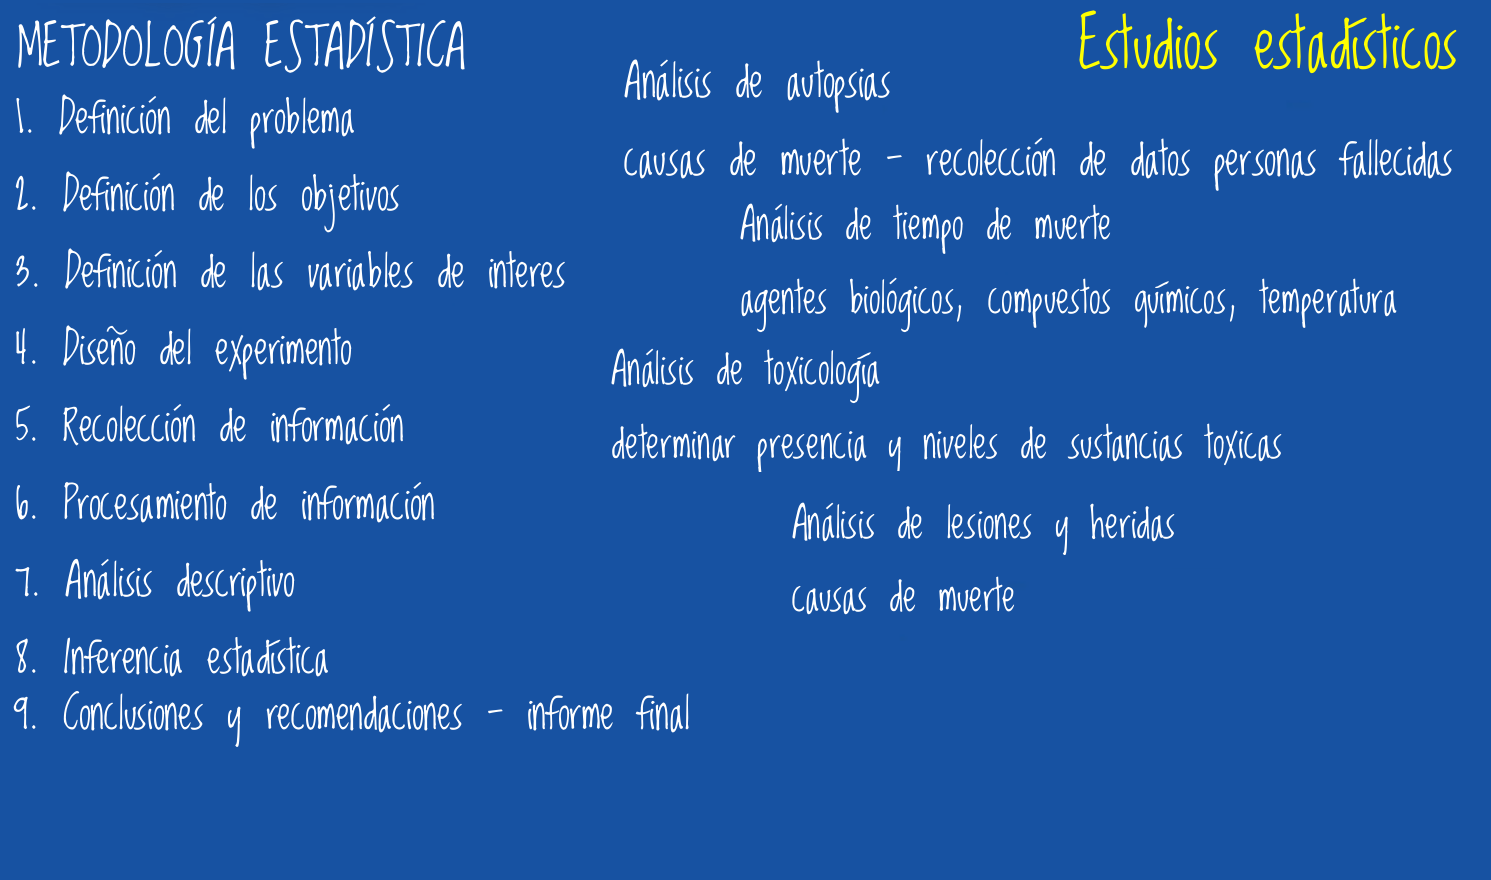 METODOLOGÍA ESTADÍSTICA
1. Definición del problema
2. Definición de los objetivos
3. Definición de las variables de interes
4. Diseño del experimento
5. Recolección de información
6. Procesamiento de información
7. Análisis descriptivo
8. Inferencia estadística
9. Conclusiones y recomendaciones - informe final
Estudios estadísticos
Análisis de autopsias
causas de muerte - recolección de datos personas fallecidas
Análisis de tiempo de muerte
agentes biológicos, compuestos químicos, temperatura
Análisis de toxicología
determinar presencia y niveles de sustancias toxicas
Análisis de lesiones y heridas
causas de muerte